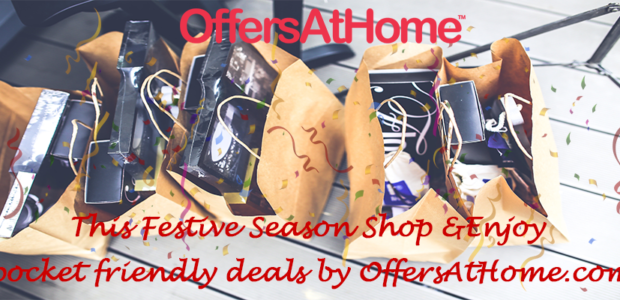 OffersAtHome™
This Festive Season Shop & Enjoy
pocket friendly deals by OffersAtHome.com